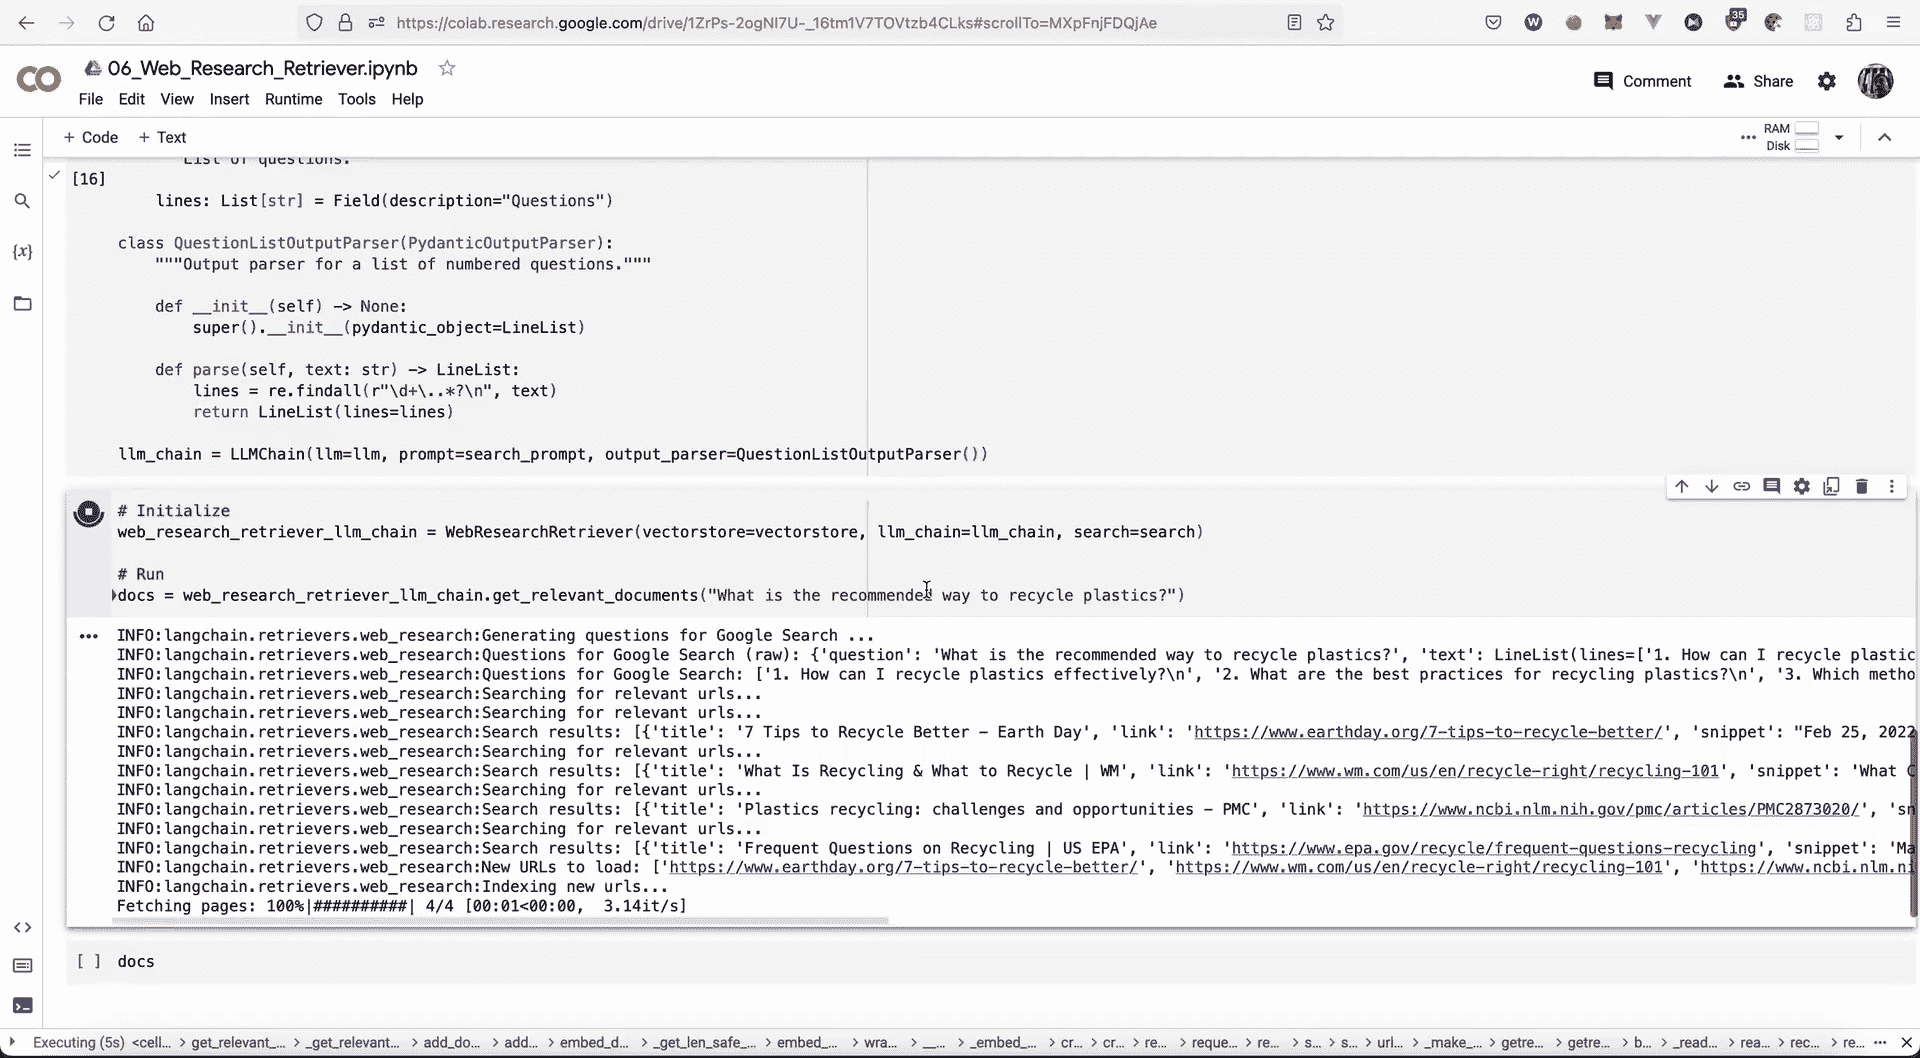 https://colab.research.google.com/drive/1ZrPs-2ogNI7U-_16tm1V7TOVtzb4CLks#scrollTo=MXpFnjFDQjAe
35
CO
06_Web_Research_Retriever.ipynb
Comment
Share
File Edit View Insert Runtime Tools Help
+ Code + Text
RAM
Disk
List of questions.
[16]
lines: List[str] = Field(description="Questions")
class QuestionListOutputParser(PydanticOutputParser):
"""Output parser for a list of numbered questions."""
def __init__(self) -> None:
super().__init__(pydantic_object=LineList)
def parse(self, text: str) -> LineList:
lines = re.findall(r"\d+\..*?\n", text)
return LineList(lines=lines)
llm_chain = LLMChain(llm=llm, prompt=search_prompt, output_parser=QuestionListOutputParser())
# Initialize
web_research_retriever_llm_chain = WebResearchRetriever(vectorstore=vectorstore, llm_chain=llm_chain, search=search)
# Run
docs = web_research_retriever_llm_chain.get_relevant_documents("What is the recommended way to recycle plastics?")
INFO:langchain.retrievers.web_research:Generating questions for Google Search ...
INFO:langchain.retrievers.web_research:Questions for Google Search (raw): {'question': 'What is the recommended way to recycle plastics?', 'text': LineList(lines=['1. How can I recycle plastic
INFO:langchain.retrievers.web_research:Questions for Google Search: ['1. How can I recycle plastics effectively?\n', '2. What are the best practices for recycling plastics?\n', '3. Which metho
INFO:langchain.retrievers.web_research:Searching for relevant urls...
INFO:langchain.retrievers.web_research:Searching for relevant urls...
INFO:langchain.retrievers.web_research:Search results: [{'title': '7 Tips to Recycle Better – Earth Day', 'link': 'https://www.earthday.org/7-tips-to-recycle-better/', 'snippet': "Feb 25, 2022
INFO:langchain.retrievers.web_research:Searching for relevant urls...
INFO:langchain.retrievers.web_research:Search results: [{'title': 'What Is Recycling & What to Recycle | WM', 'link': 'https://www.wm.com/us/en/recycle-right/recycling-101', 'snippet': 'What C
INFO:langchain.retrievers.web_research:Searching for relevant urls...
INFO:langchain.retrievers.web_research:Search results: [{'title': 'Plastics recycling: challenges and opportunities – PMC', 'link': 'https://www.ncbi.nlm.nih.gov/pmc/articles/PMC2873020/', 'sn
INFO:langchain.retrievers.web_research:Searching for relevant urls...
INFO:langchain.retrievers.web_research:Search results: [{'title': 'Frequent Questions on Recycling | US EPA', 'link': 'https://www.epa.gov/recycle/frequent-questions-recycling', 'snippet': 'Ma
INFO:langchain.retrievers.web_research:New URLs to load: ['https://www.earthday.org/7-tips-to-recycle-better/', 'https://www.wm.com/us/en/recycle-right/recycling-101', 'https://www.ncbi.nlm.ni
INFO:langchain.retrievers.web_research:Indexing new urls...
Fetching pages: 100%|##########| 4/4 [00:01<00:00, 3.14it/s]
[ ] docs
Executing (5s) <cell... > get_relevant_... > _get_relevant... > add_do... > add... > embed_d... > _get_len_safe_... > embed_... > wra... > __... > _embed_... > cr... > cr... > re... > reque... > re... > s... > s... > url... > _make_... > getre... > getre... > b... > _read... > rea... > rec... > re... ...